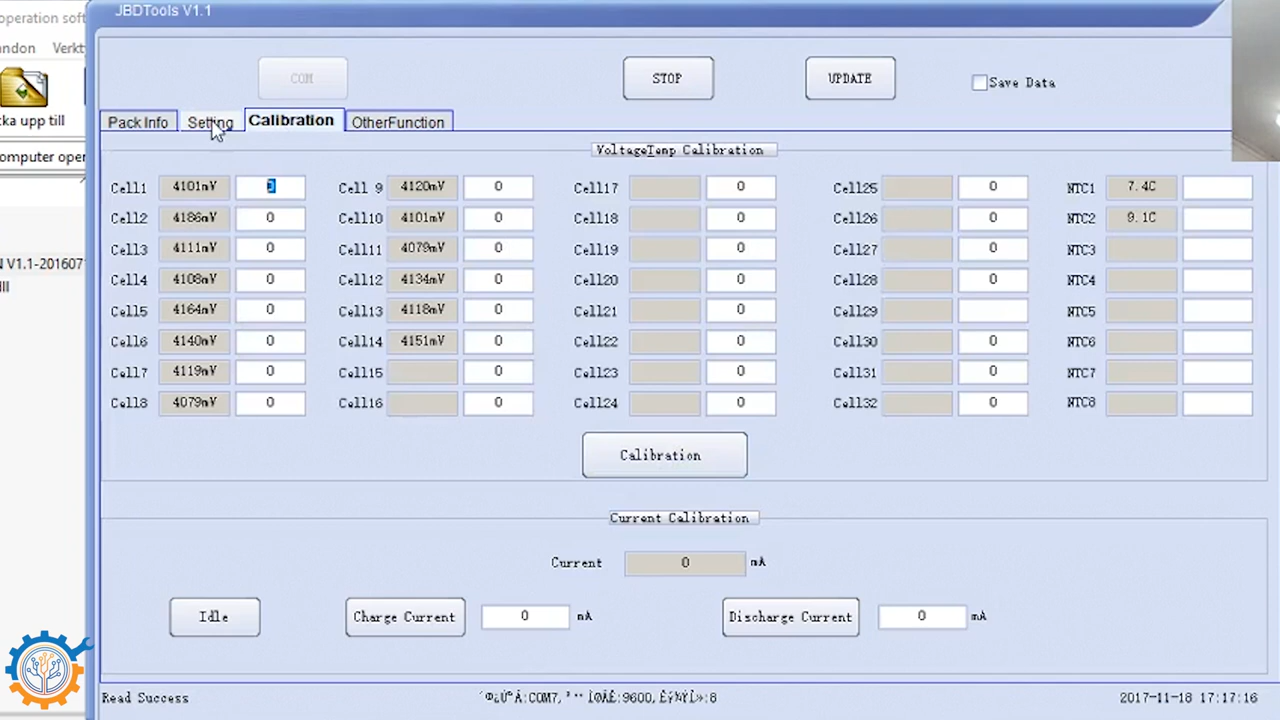 JBDTools V1.1
operation soft
andon Verkty
COM
STOP
UPDATE
Save Data
cka upp till
Pack Info
Setting
Calibration
OtherFunction
omputer oper
VoltageTemp Calibration
Cell1 4101mV 0 Cell 9 4120mV 0 Cell17 0 Cell25 0 NTC1 7.4C
Cell2 4186mV 0 Cell10 4101mV 0 Cell18 0 Cell26 0 NTC2 9.1C
Cell3 4111mV 0 Cell11 4079mV 0 Cell19 0 Cell27 0 NTC3
N V1.1-201607
Cell4 4108mV 0 Cell12 4134mV 0 Cell20 0 Cell28 0 NTC4
ll
Cell5 4164mV 0 Cell13 4118mV 0 Cell21 0 Cell29 NTC5
Cell6 4140mV 0 Cell14 4151mV 0 Cell22 0 Cell30 0 NTC6
Cell7 4119mV 0 Cell15 0 Cell23 0 Cell31 0 NTC7
Cell8 4079mV 0 Cell16 0 Cell24 0 Cell32 0 NTC8
Calibration
Current Calibration
Current 0 mA
Idle
Charge Current 0 mA
Discharge Current 0 mA
Read Success
COM7, :9600, :8
2017-11-18 17:17:16